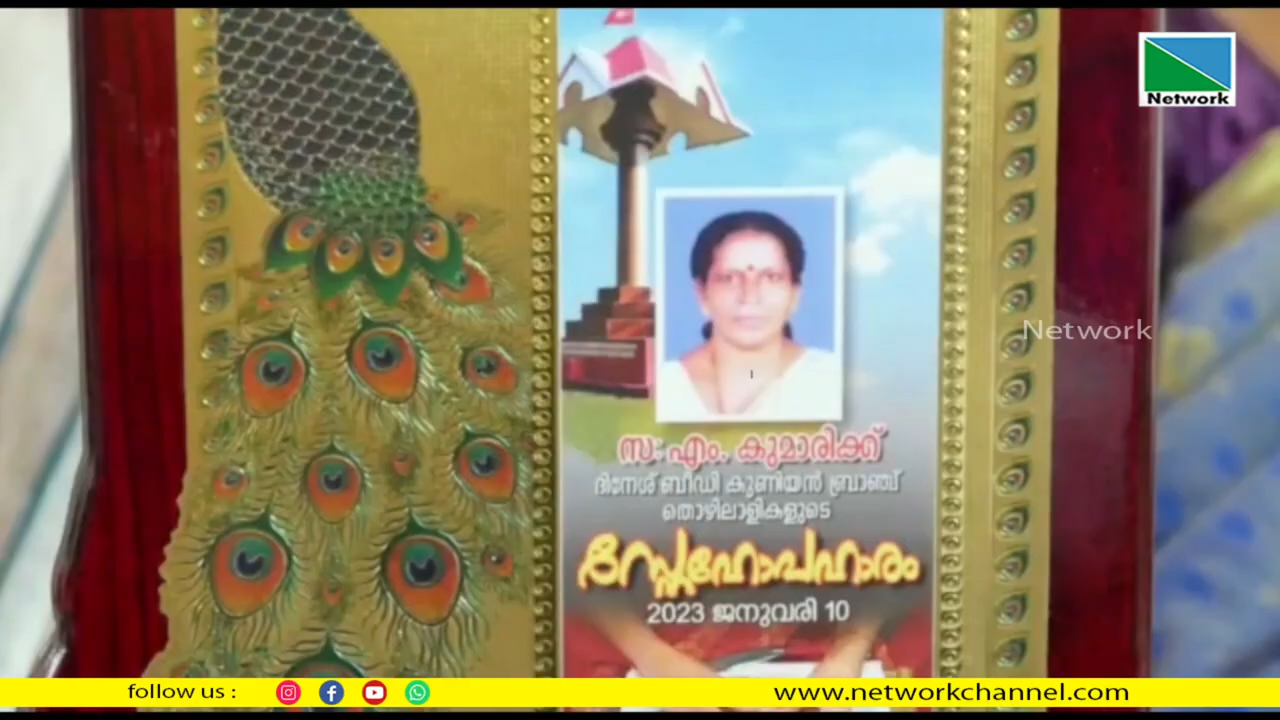 Network
Network
സ: എം. കുമാരിക്ക്
ദിനേശ് ബീഡി കുണിയൻ ബ്രാഞ്ച്
തൊഴിലാളികളുടെ
സ്നേഹോപഹാരം
2023 ജനുവരി 10
follow us :
www.networkchannel.com